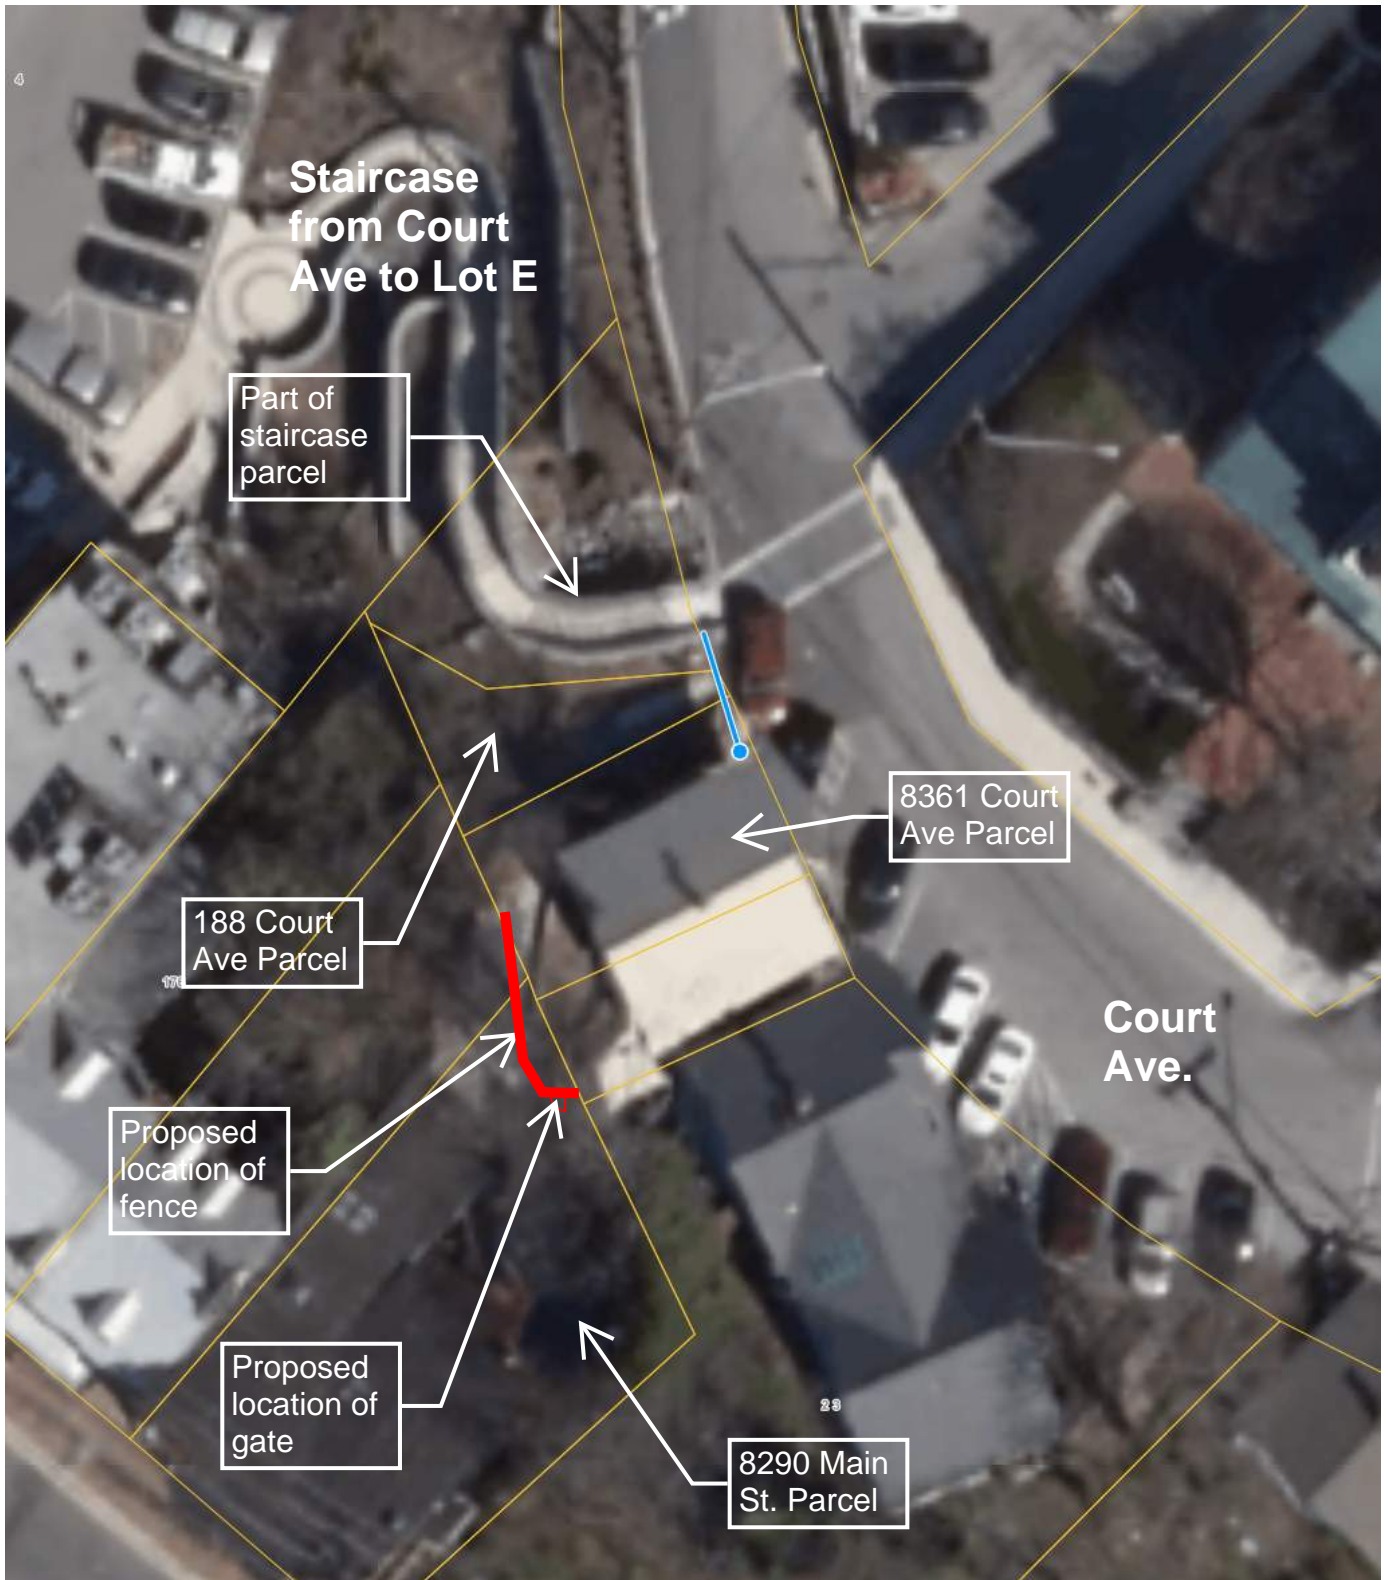 4
Staircase
from Court
Ave to Lot E
Part of
staircase
parcel
8361 Court
Ave Parcel
188 Court
Ave Parcel
Court
Ave.
Proposed
location of
fence
Proposed
location of
gate
23
8290 Main
St. Parcel